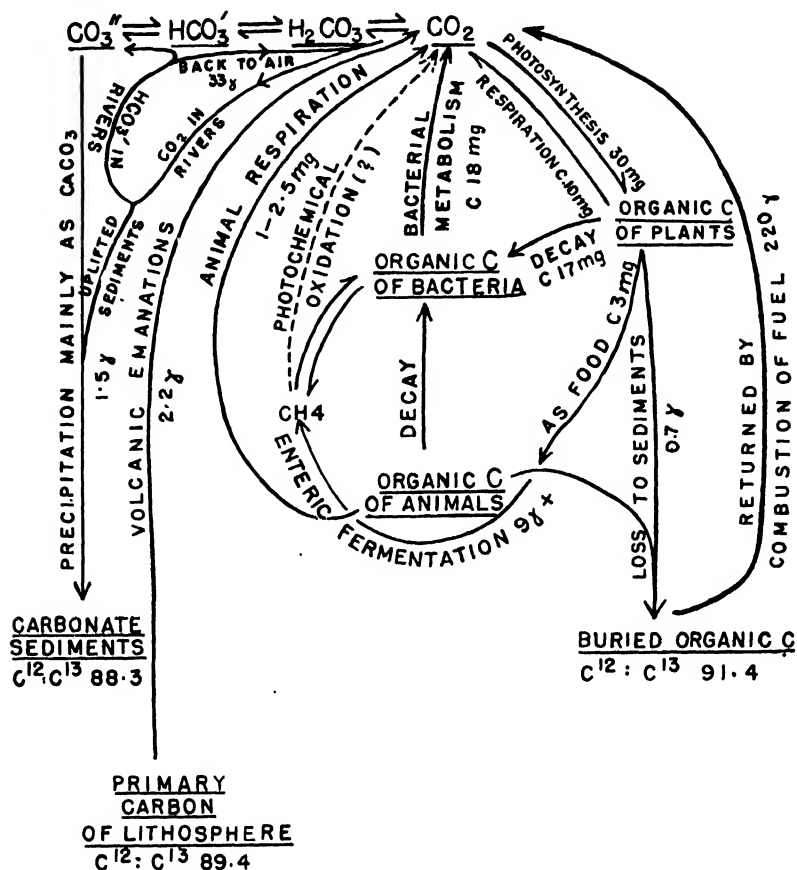 CO₃″ ⇌ HCO₃′ ⇌ H₂CO₃ ⇌ CO₂
BACK TO AIR
33γ
HCO₃′ IN
RIVERS
CO₂ IN
RIVERS
UPLIFTED
SEDIMENTS
PRECIPITATION MAINLY AS CACO₃
1·5γ
VOLCANIC EMANATIONS
2·2γ
ANIMAL RESPIRATION
1–2.5mg
PHOTOCHEMICAL
OXIDATION (?)
BACTERIAL
METABOLISM
C 18 mg
RESPIRATION C.10mg
PHOTOSYNTHESIS 30mg
ORGANIC C
OF PLANTS
DECAY
C 17mg
ORGANIC C
OF BACTERIA
CH4
DECAY
AS FOOD C 3mg
TO SEDIMENTS
0.7γ
LOSS
RETURNED BY
COMBUSTION OF FUEL 220γ
ORGANIC C
OF ANIMALS
ENTERIC
FERMENTATION 9γ +
CARBONATE
SEDIMENTS
C¹²:C¹³ 88.3
BURIED ORGANIC C
C¹² : C¹³ 91.4
PRIMARY
CARBON
OF LITHOSPHERE
C¹²: C¹³ 89.4